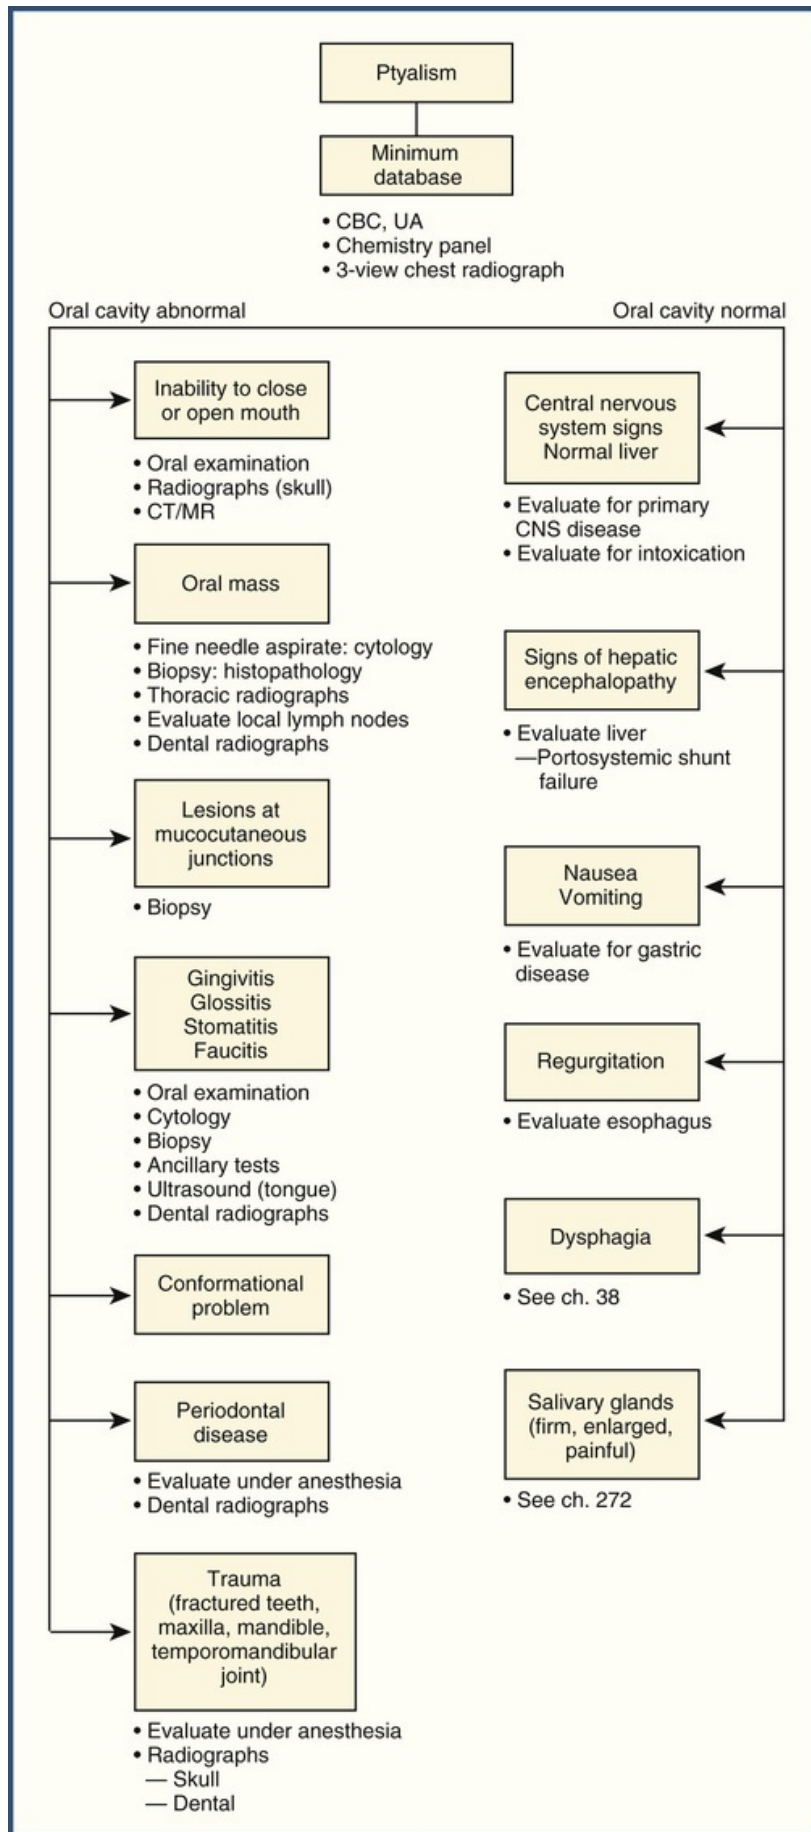 Ptyalism
Minimum
database
• CBC, UA
• Chemistry panel
• 3-view chest radiograph
Oral cavity abnormal
Oral cavity normal
Inability to close
or open mouth
• Oral examination
• Radiographs (skull)
• CT/MR
Oral mass
• Fine needle aspirate: cytology
• Biopsy: histopathology
• Thoracic radiographs
• Evaluate local lymph nodes
• Dental radiographs
Lesions at
mucocutaneous
junctions
• Biopsy
Gingivitis
Glossitis
Stomatitis
Faucitis
• Oral examination
• Cytology
• Biopsy
• Ancillary tests
• Ultrasound (tongue)
• Dental radiographs
Conformational
problem
Periodontal
disease
• Evaluate under anesthesia
• Dental radiographs
Trauma
(fractured teeth,
maxilla, mandible,
temporomandibular
joint)
• Evaluate under anesthesia
• Radiographs
— Skull
— Dental
Central nervous
system signs
Normal liver
• Evaluate for primary
CNS disease
• Evaluate for intoxication
Signs of hepatic
encephalopathy
• Evaluate liver
—Portosystemic shunt
failure
Nausea
Vomiting
• Evaluate for gastric
disease
Regurgitation
• Evaluate esophagus
Dysphagia
• See ch. 38
Salivary glands
(firm, enlarged,
painful)
• See ch. 272